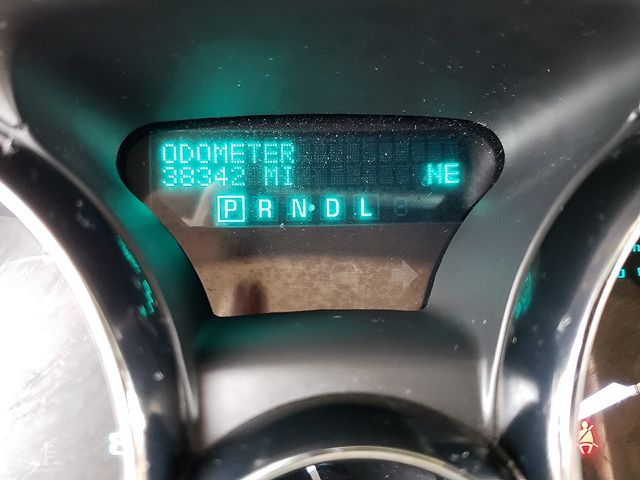 ODOMETER
38342 MI NE
P R N D L